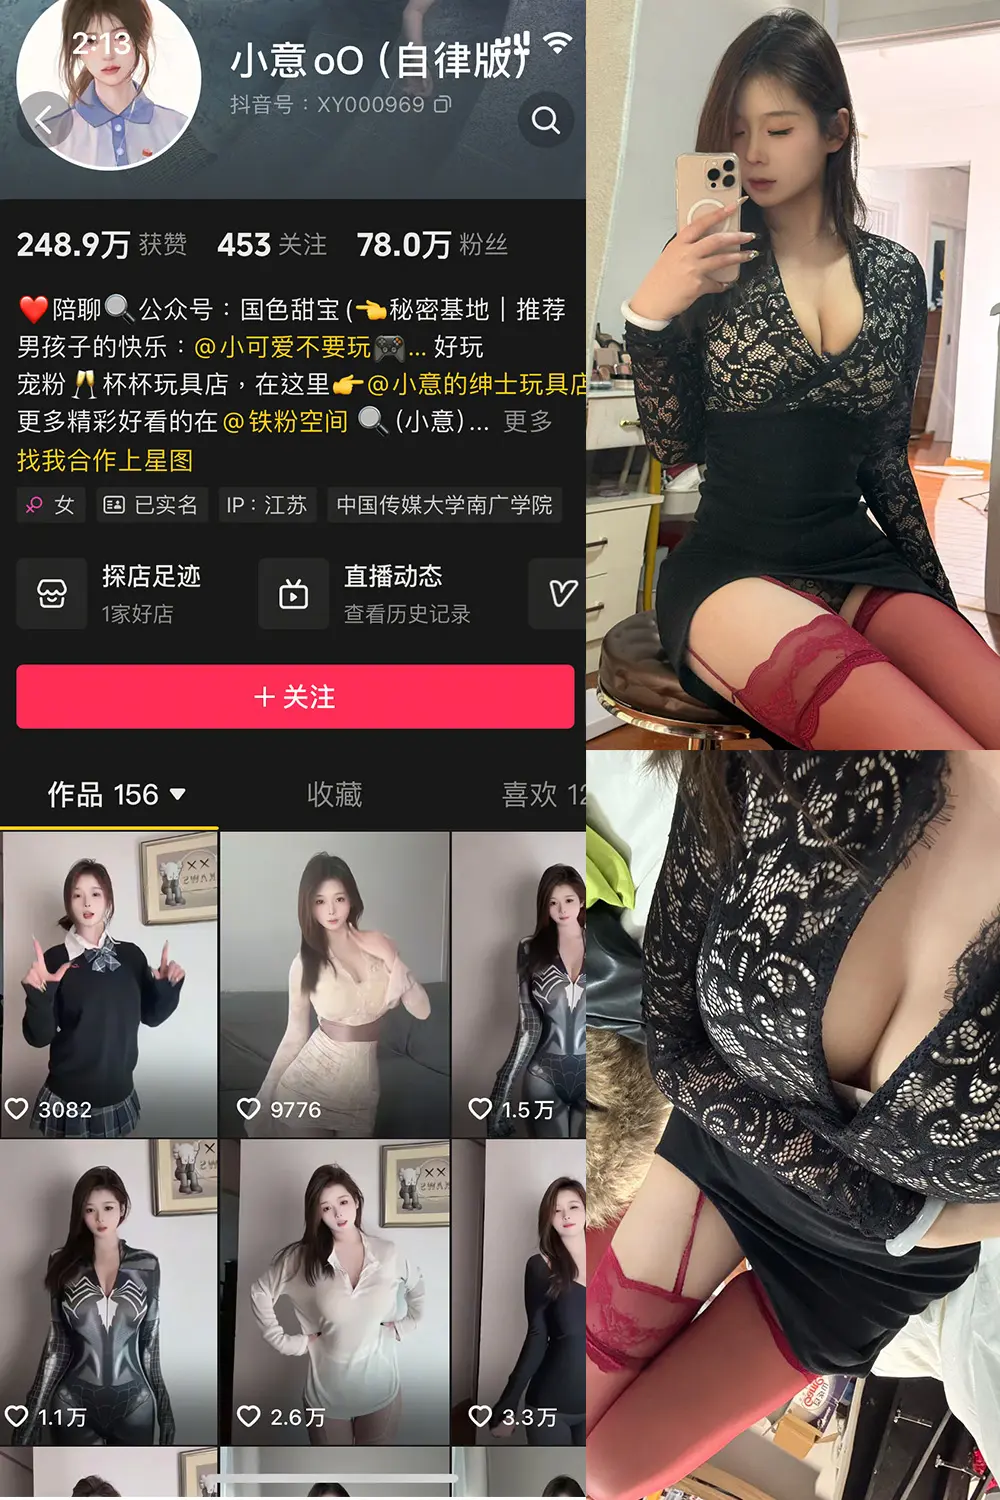 2:13
小意oO（自律版）
抖音号：XY000969
248.9万 获赞 453 关注 78.0万 粉丝
❤️陪聊🔍公众号：国色甜宝(👈秘密基地｜推荐
男孩子的快乐：@小可爱不要玩🎮... 好玩
宠粉🥂杯杯玩具店，在这里👉@小意的绅士玩具店
更多精彩好看的在@铁粉空间🔍(小意)... 更多
找我合作上星图
女 已实名 IP：江苏 中国传媒大学南广学院
探店足迹 直播动态
1家好店 查看历史记录
+ 关注
作品 156 收藏 喜欢 12
3082 9776 1.5万
1.1万 2.6万 3.3万